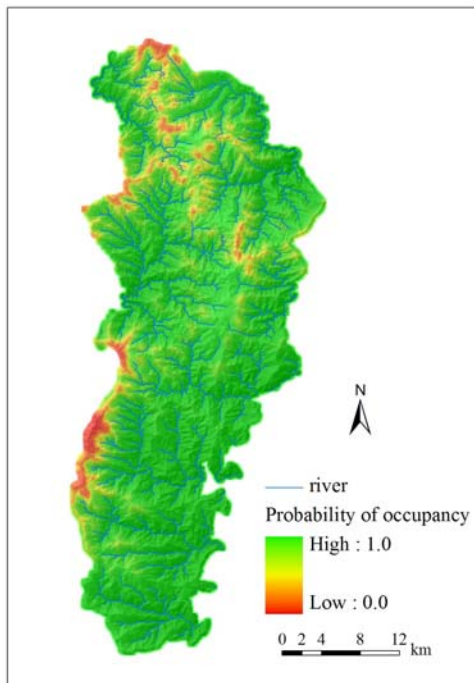 N
river
Probability of occupancy
High : 1.0
Low : 0.0
0 2 4 8 12
km